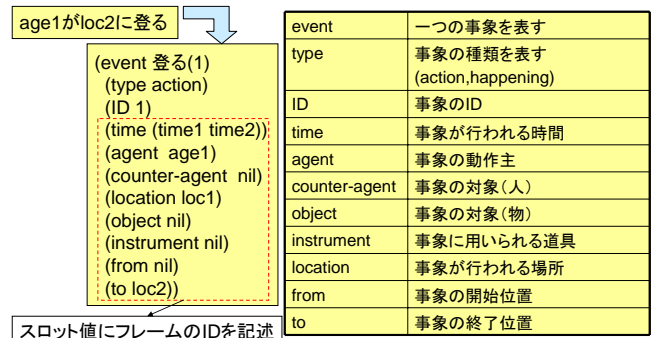 age1がloc2に登る
(event 登る(1)
(type action)
(ID 1)
(time (time1 time2))
(agent age1)
(counter-agent nil)
(location loc1)
(object nil)
(instrument nil)
(from nil)
(to loc2))
スロット値にフレームのIDを記述
event 一つの事象を表す
type 事象の種類を表す
(action,happening)
ID 事象のID
time 事象が行われる時間
agent 事象の動作主
counter-agent 事象の対象(人)
object 事象の対象(物)
instrument 事象に用いられる道具
location 事象が行われる場所
from 事象の開始位置
to 事象の終了位置